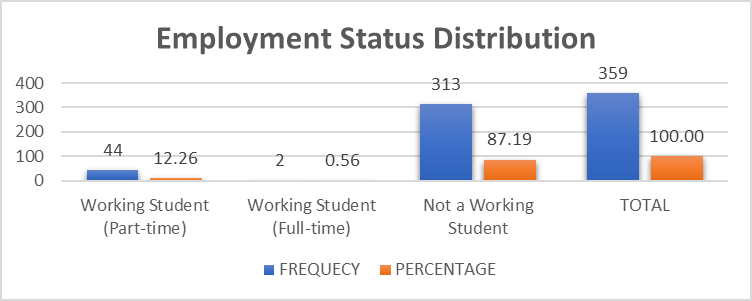 Employment Status Distribution
400
300
200
100
0
44
12.26
2
0.56
313
87.19
359
100.00
Working Student
(Part-time)
Working Student
(Full-time)
Not a Working
Student
TOTAL
FREQUECY
PERCENTAGE